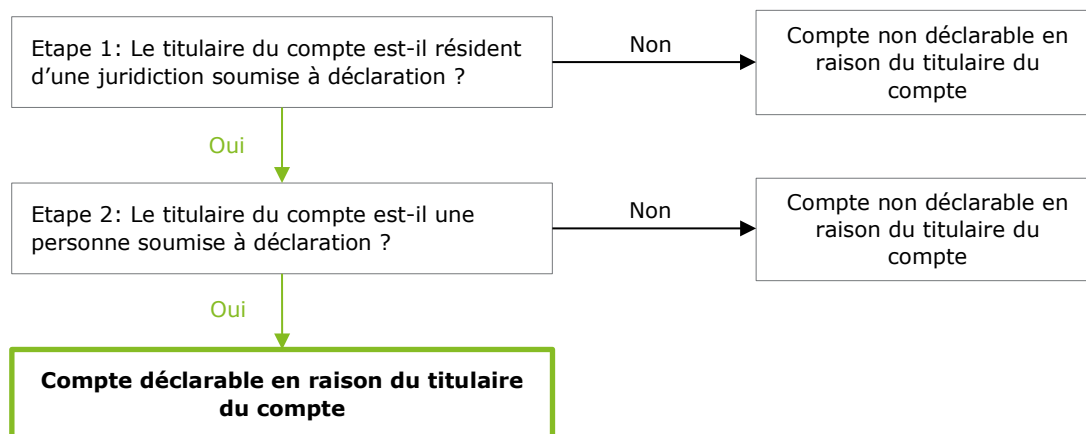 Etape 1: Le titulaire du compte est-il résident
d'une juridiction soumise à déclaration ?
Non
Compte non déclarable en
raison du titulaire du
compte
Oui
Etape 2: Le titulaire du compte est-il une
personne soumise à déclaration ?
Non
Compte non déclarable en
raison du titulaire du
compte
Oui
Compte déclarable en raison du titulaire
du compte